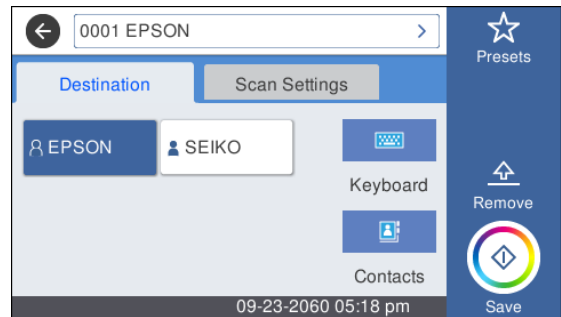 0001 EPSON
Presets
Destination
Scan Settings
EPSON
SEIKO
Keyboard
Remove
Contacts
09-23-2060 05:18 pm
Save